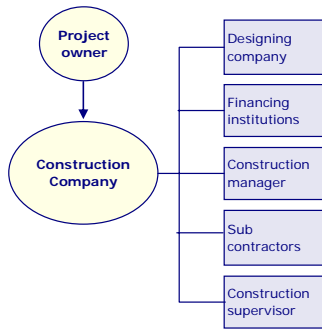 Project
owner
Construction
Company
Designing
company
Financing
institutions
Construction
manager
Sub
contractors
Construction
supervisor